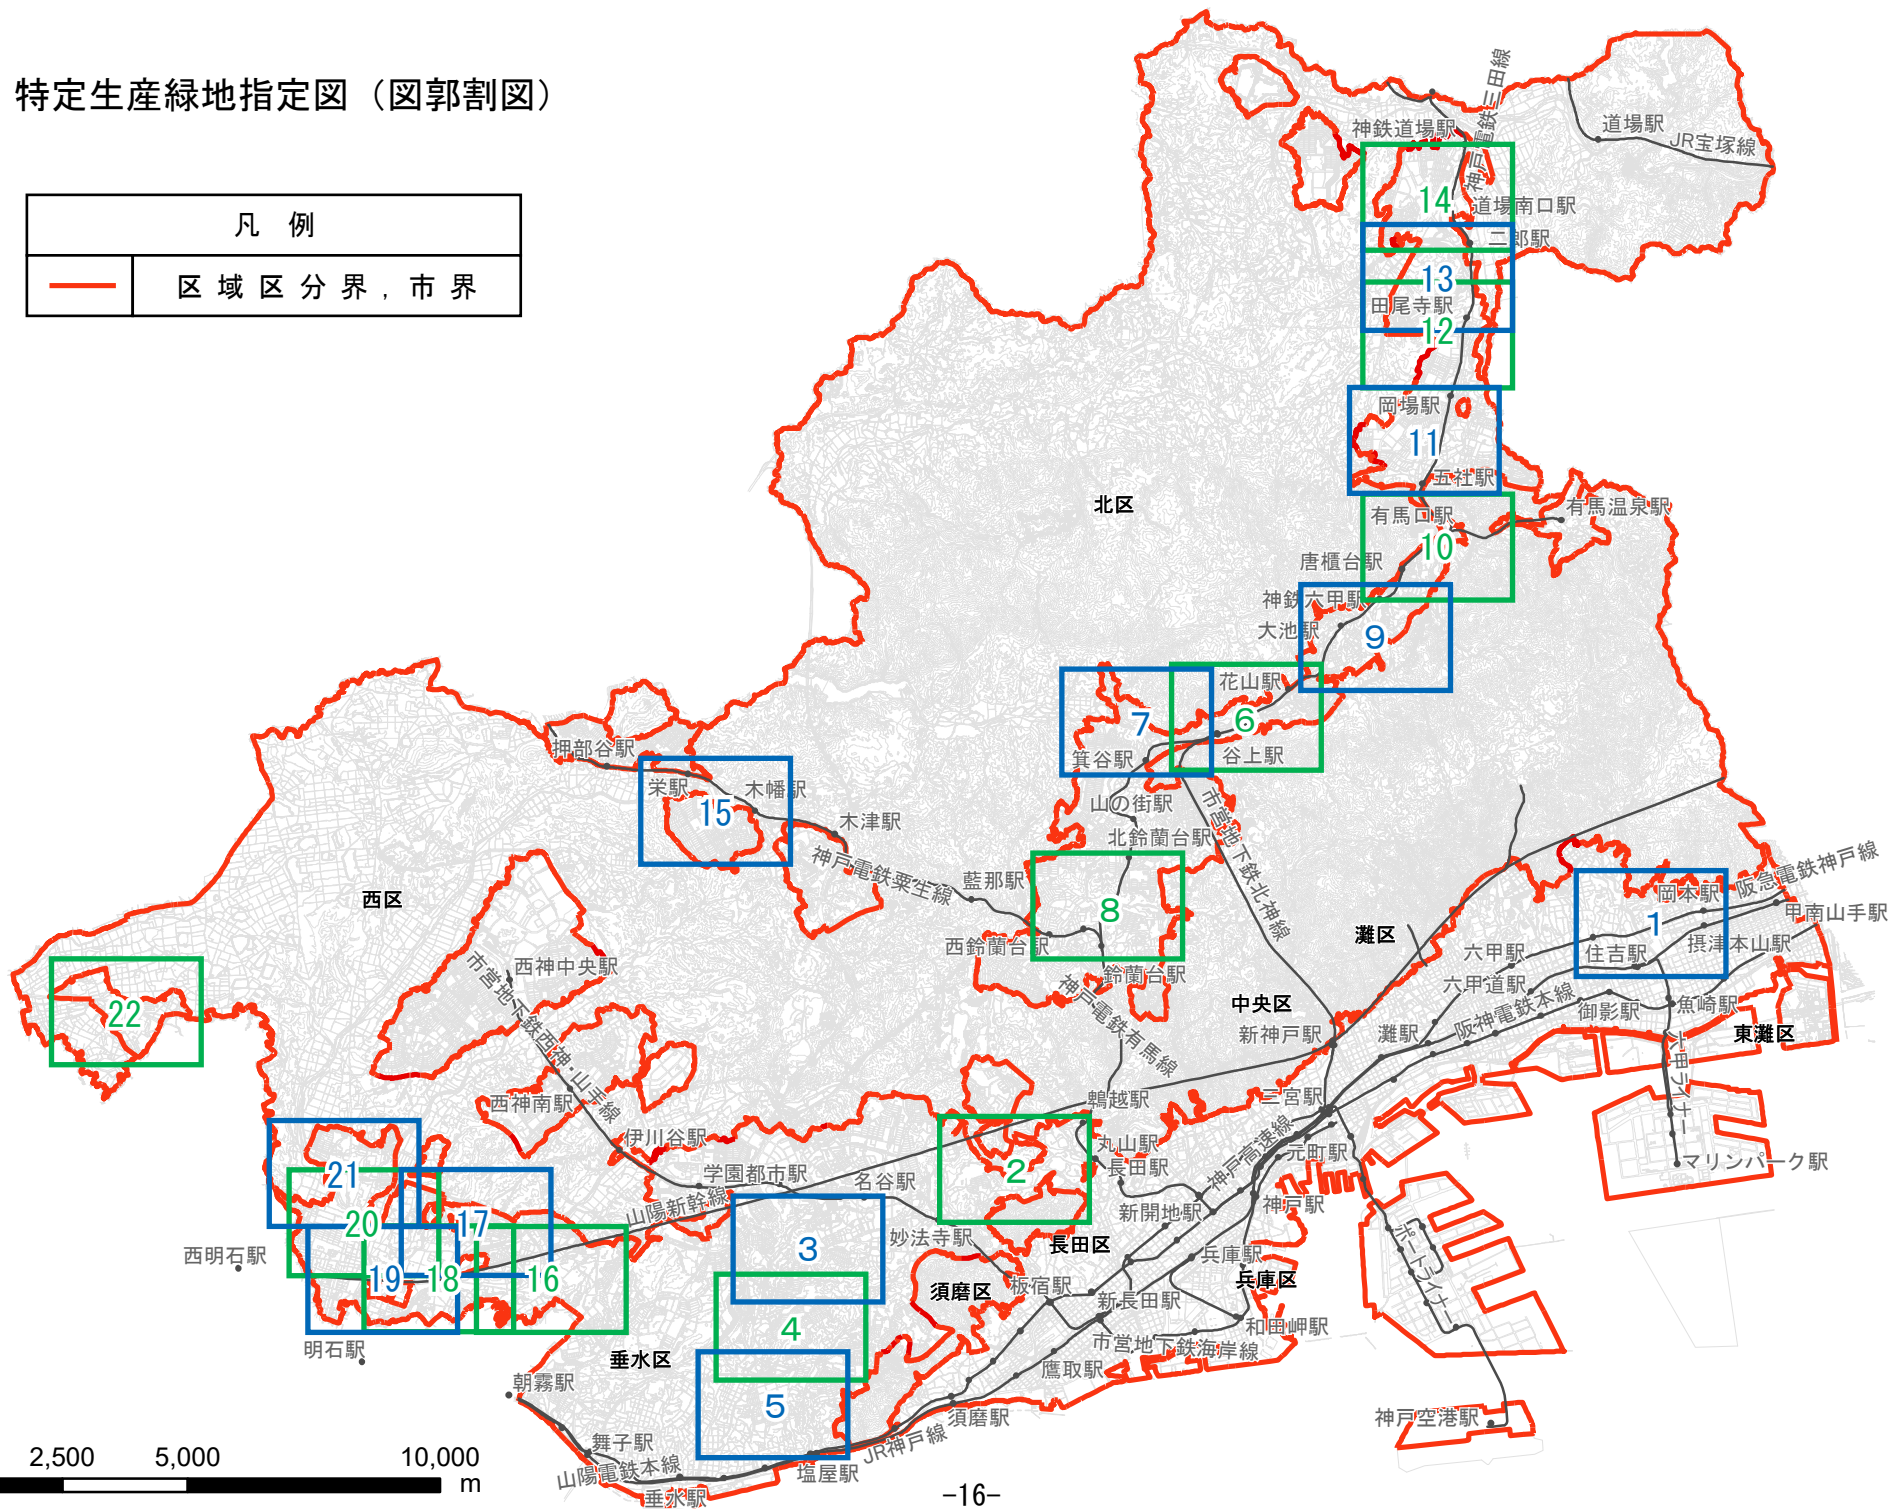 特定生産緑地指定図（図郭割図）
凡 例
区域区分界，市界
神戸電鉄三田線
神鉄道場駅
道場駅
JR宝塚線
14
道場南口駅
二郎駅
13
田尾寺駅
12
岡場駅
11
五社駅
北区
有馬口駅
有馬温泉駅
10
唐櫃台駅
神鉄六甲駅
大池駅
9
花山駅
7
6
箕谷駅
谷上駅
押部谷駅
栄駅
木幡駅
15
木津駅
山の街駅
市営地下鉄北神線
北鈴蘭台駅
神戸電鉄粟生線
藍那駅
西区
8
西鈴蘭台駅
鈴蘭台駅
神戸電鉄有馬線
灘区
岡本駅
阪急電鉄神戸線
甲南山手駅
1
摂津本山駅
住吉駅
六甲駅
六甲道駅
阪神電鉄本線
御影駅
魚崎駅
東灘区
中央区
新神戸駅
灘駅
六甲ライナー
西神中央駅
市営地下鉄西神・山手線
22
西神南駅
伊川谷駅
鵯越駅
三宮駅
丸山駅
長田駅
神戸高速線
元町駅
マリンパーク駅
2
21
学園都市駅
名谷駅
山陽新幹線
新開地駅
神戸駅
20
17
3
妙法寺駅
長田区
兵庫駅
ポートライナー
西明石駅
19
18
16
須磨区
板宿駅
兵庫区
新長田駅
和田岬駅
4
市営地下鉄海岸線
明石駅
垂水区
鷹取駅
朝霧駅
5
須磨駅
神戸空港駅
舞子駅
JR神戸線
山陽電鉄本線
塩屋駅
垂水駅
2,500 5,000 10,000
m
-16-